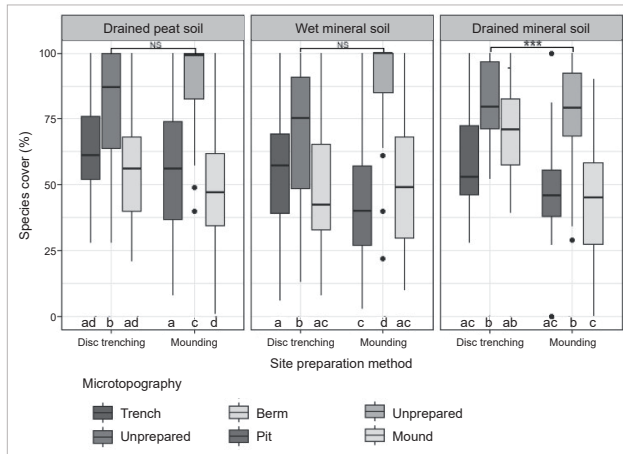 Drained peat soil Wet mineral soil Drained mineral soil
NS NS ***
100
75
50
25
0
Species cover (%)
ad b ad a c d a b ac c d ac ac b ab ac b c
Disc trenching Mounding Disc trenching Mounding Disc trenching Mounding
Site preparation method
Microtopography
Trench Berm Unprepared
Unprepared Pit Mound